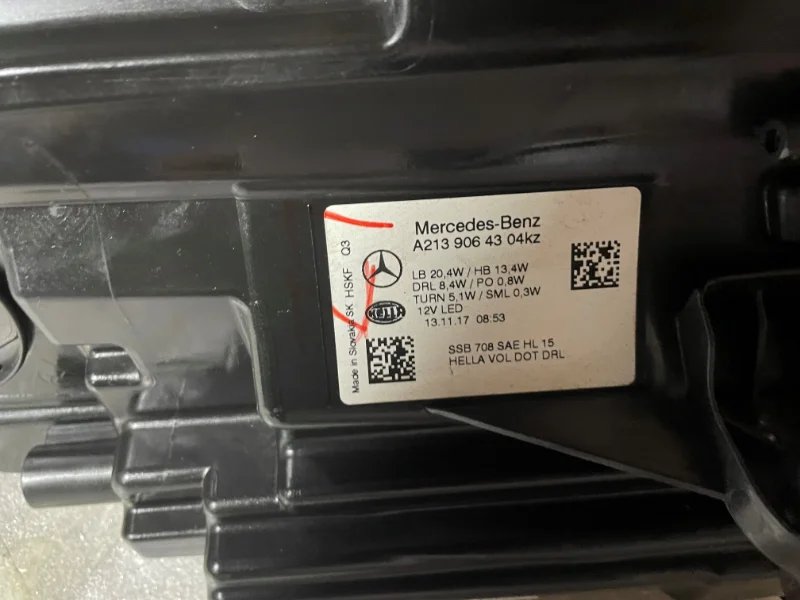 Mercedes-Benz
A213 906 43 04kz
LB 20,4W / HB 13,4W
DRL 8,4W / PO 0,8W
TURN 5,1W / SML 0,3W
12V LED
13.11.17 08:53
SSB 708 SAE HL 15
HELLA VOL DOT DRL
Made in Slovakia SK HSKF Q3
HELLA